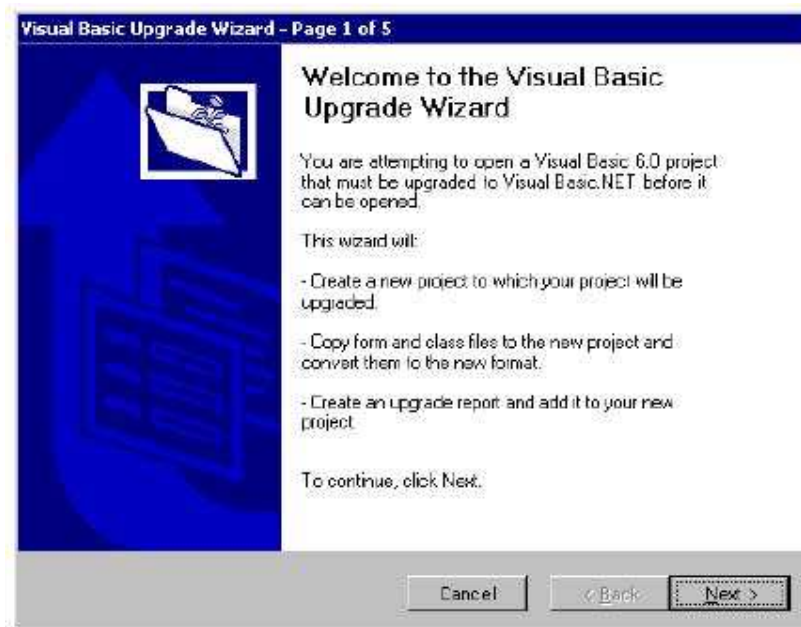 Visual Basic Upgrade Wizard - Page 1 of 5
Welcome to the Visual Basic
Upgrade Wizard
You are attempting to open a Visual Basic 6.0 project
that must be upgraded to Visual Basic.NET before it
can be opened.
This wizard will:
- Create a new project to which your project will be
upgraded.
- Copy form and class files to the new project and
convert them to the new format.
- Create an upgrade report and add it to your new
project
To continue, click Next.
Cancel
< Back
Next >